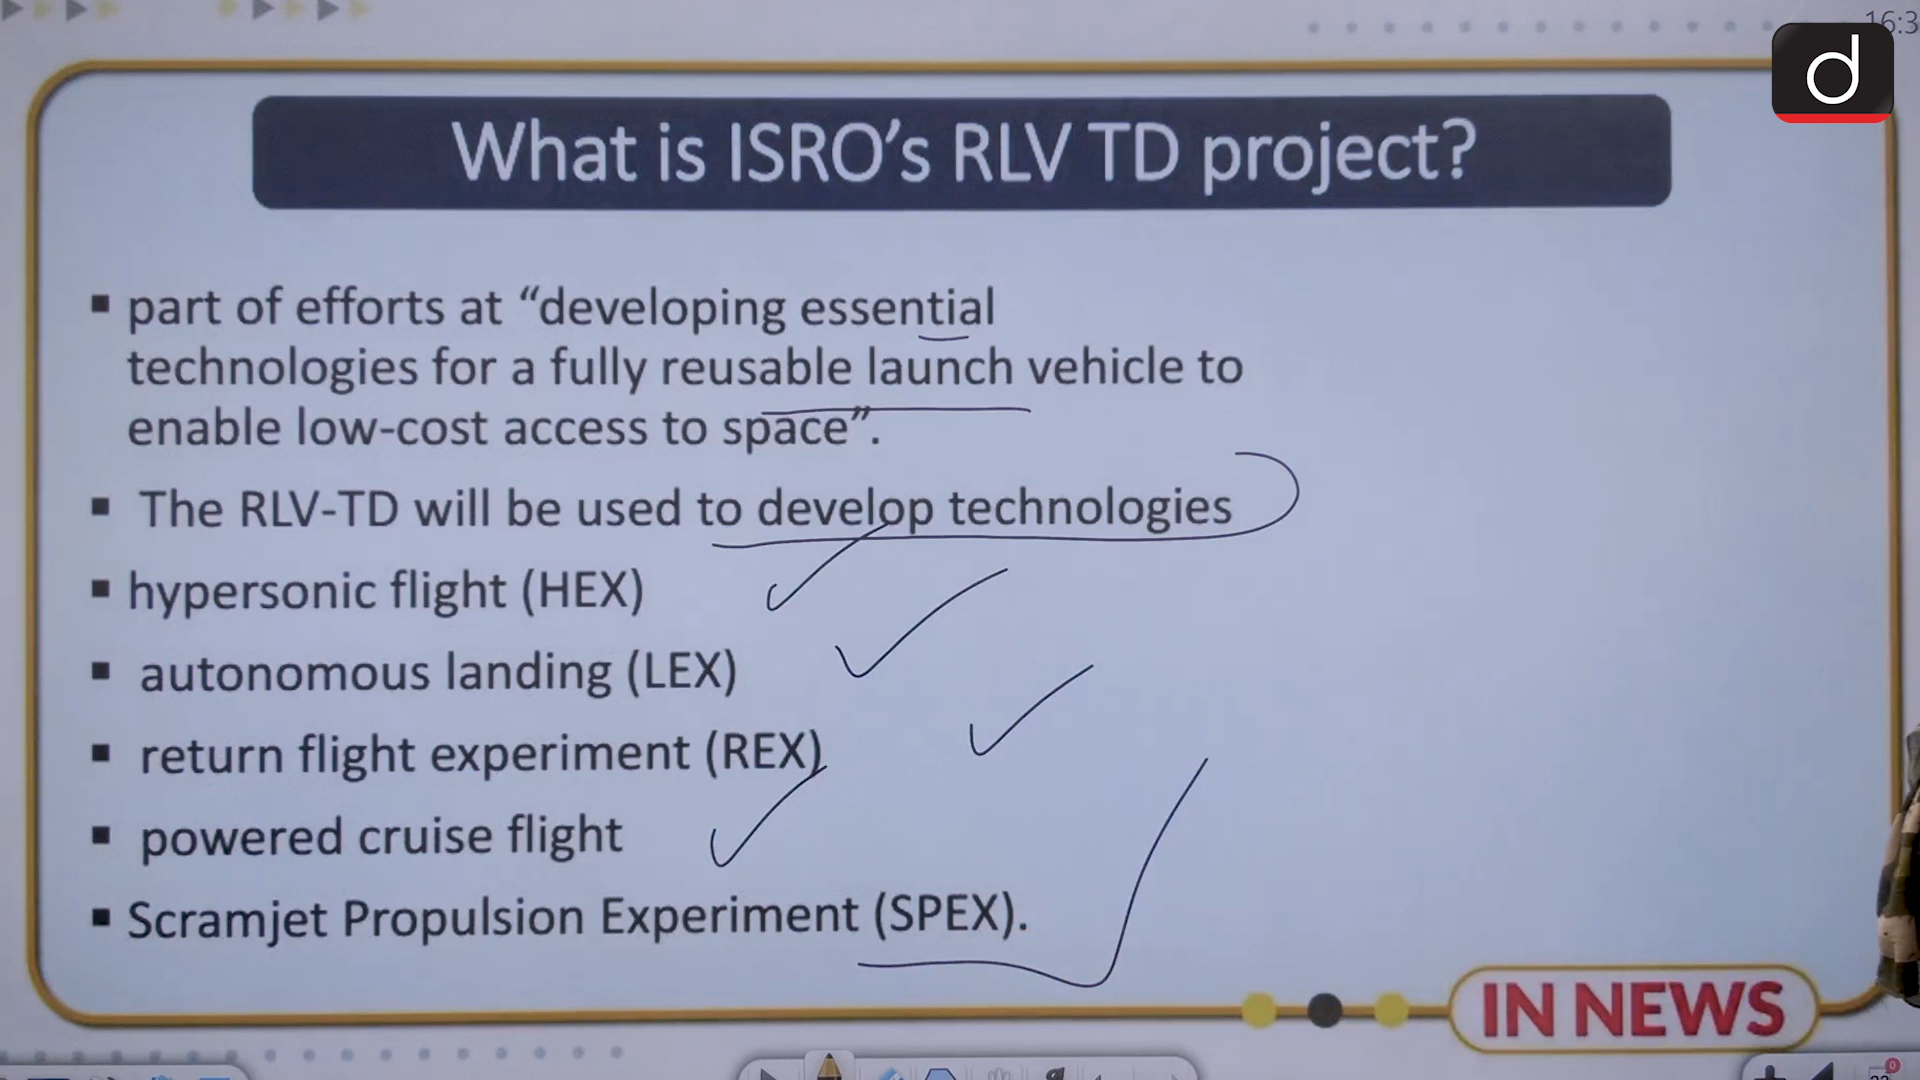 16:3
d
What is ISRO’s RLV TD project?
▪ part of efforts at “developing essential
technologies for a fully reusable launch vehicle to
enable low-cost access to space”.
▪ The RLV-TD will be used to develop technologies
▪ hypersonic flight (HEX)
▪ autonomous landing (LEX)
▪ return flight experiment (REX)
▪ powered cruise flight
▪ Scramjet Propulsion Experiment (SPEX).
IN NEWS